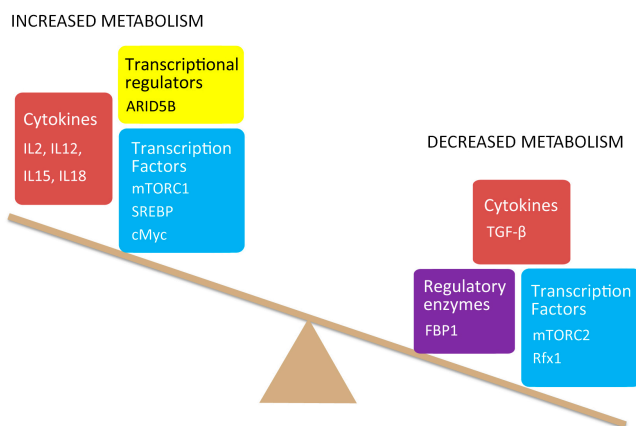 INCREASED METABOLISM
Transcriptional
regulators
ARID5B
Cytokines
IL2, IL12,
IL15, IL18
Transcription
Factors
mTORC1
SREBP
cMyc
DECREASED METABOLISM
Cytokines
TGF-β
Regulatory
enzymes
FBP1
Transcription
Factors
mTORC2
Rfx1